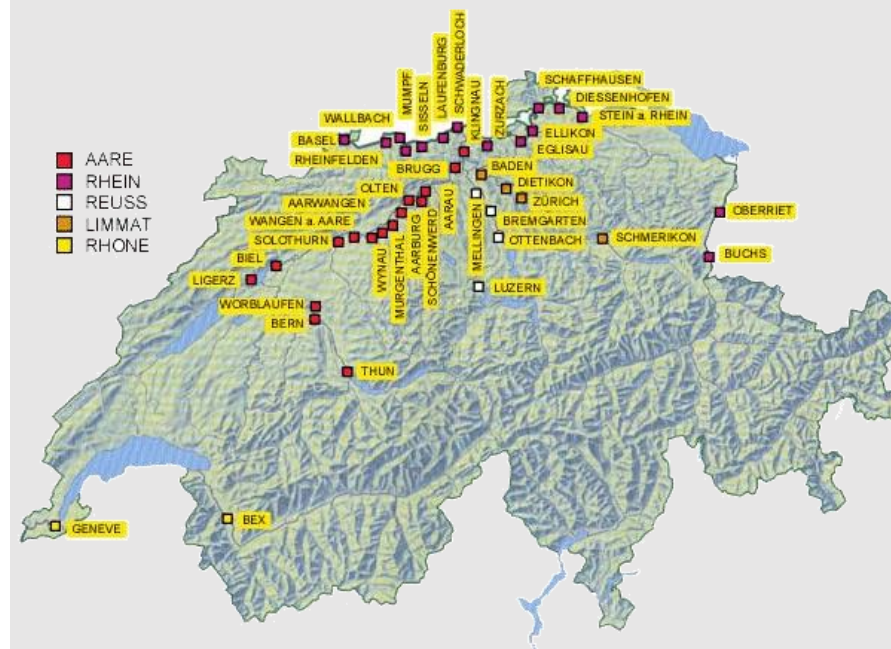 AARE
RHEIN
REUSS
LIMMAT
RHONE
WALLBACH
MUMPF
SISSELN
LAUFENBURG
SCHWADERLOCH
KLINGNAU
ZURZACH
SCHAFFHAUSEN
DIESSENHOFEN
STEIN a. RHEIN
BASEL
RHEINFELDEN
ELLIKON
EGLISAU
BRUGG
BADEN
OLTEN
DIETIKON
AARWANGEN
ZÜRICH
WANGEN a. AARE
BREMGARTEN
OBERRIET
SOLOTHURN
WYNAU
MURGENTHAL
AARBURG
SCHÖNENWERD
AARAU
MELLINGEN
OTTENBACH
SCHMERIKON
BIEL
BUCHS
LIGERZ
LUZERN
WORBLAUFEN
BERN
THUN
BEX
GENEVE